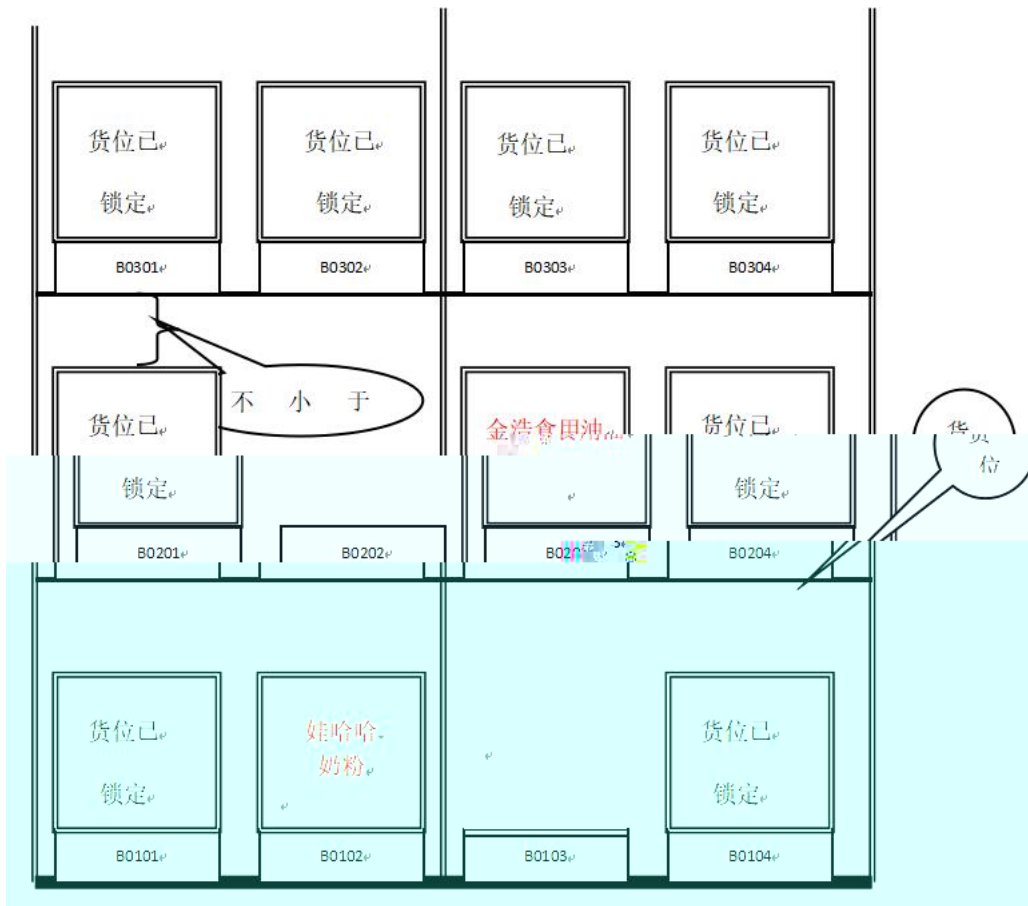 货位已
锁定
货位已
锁定
货位已
锁定
货位已
锁定
B0301
B0302
B0303
B0304
不 小 于
货位已
锁定
金浩食用油
货位已
锁定
货
位
B0201
B0202
B0204
货位已
锁定
娃哈哈
奶粉
货位已
锁定
B0101
B0102
B0103
B0104